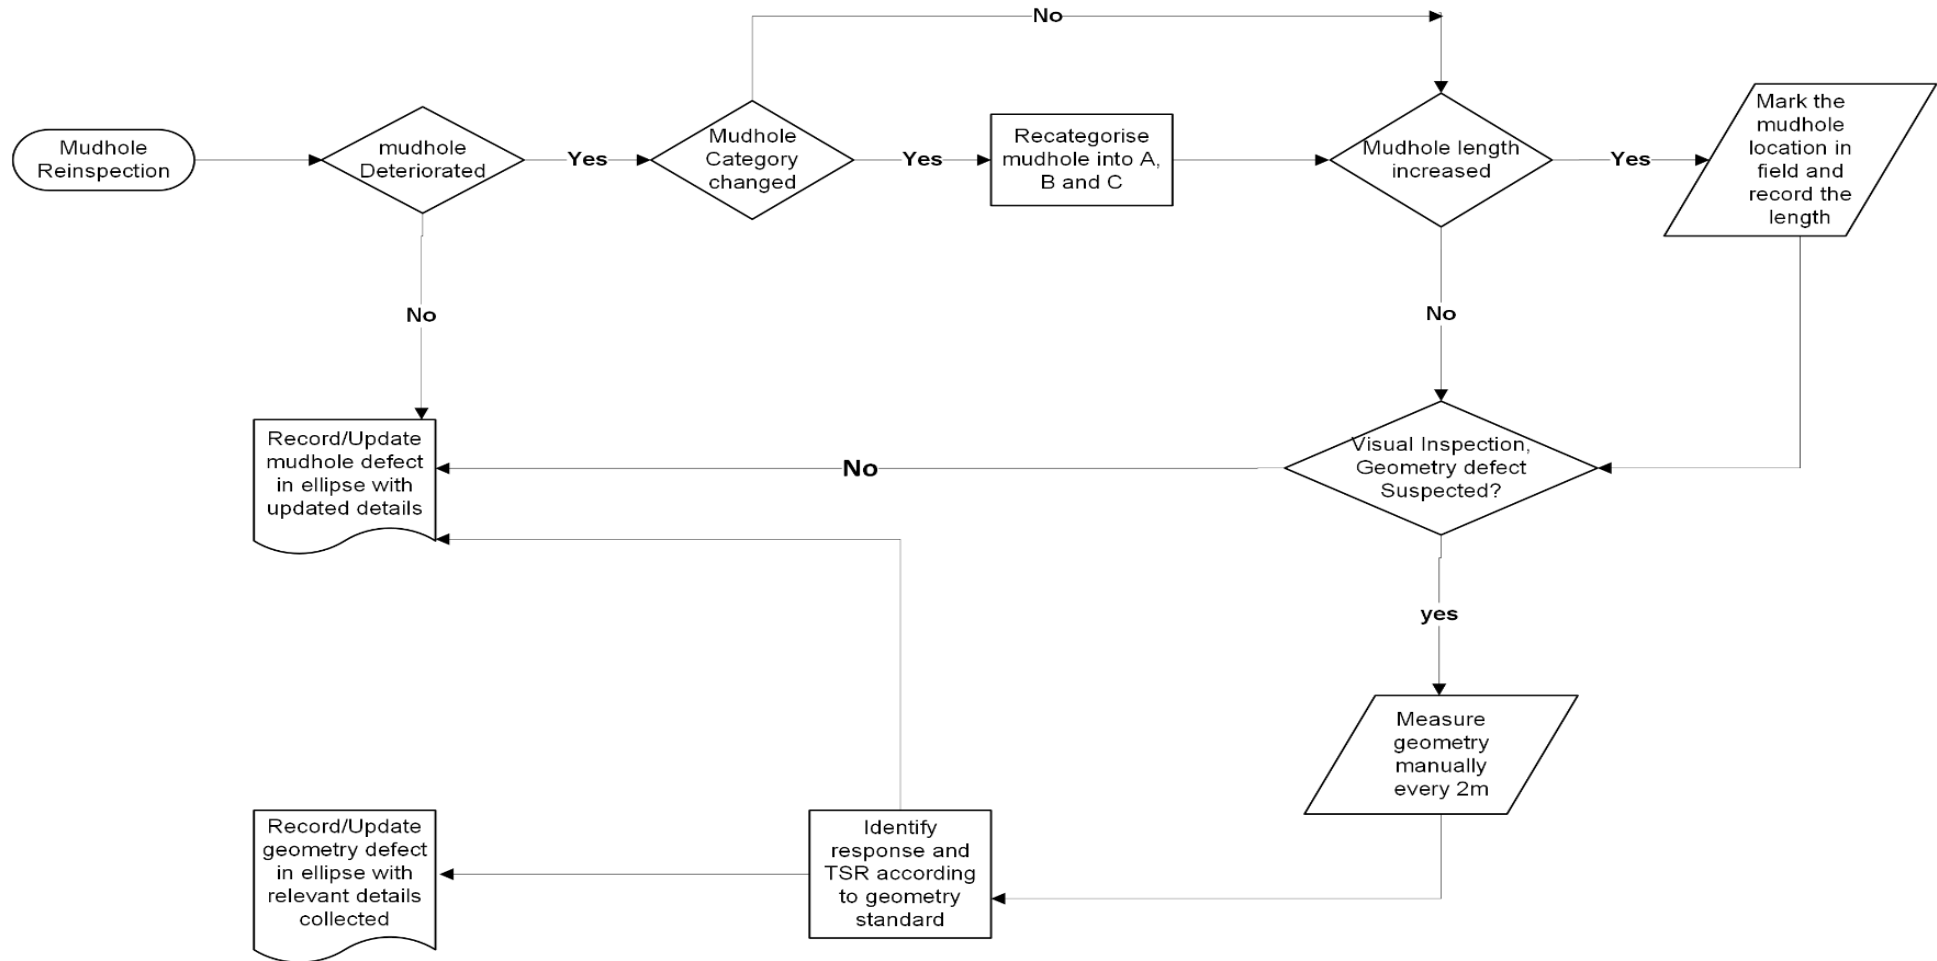 No
Mudhole
Reinspection
mudhole
Deteriorated
Yes
Mudhole
Category
changed
Yes
Recategorise
mudhole into A,
B and C
Mudhole length
increased
Yes
Mark the
mudhole
location in
field and
record the
length
No
No
Record/Update
mudhole defect
in ellipse with
updated details
No
Visual Inspection,
Geometry defect
Suspected?
yes
Measure
geometry
manually
every 2m
Identify
response and
TSR according
to geometry
standard
Record/Update
geometry defect
in ellipse with
relevant details
collected